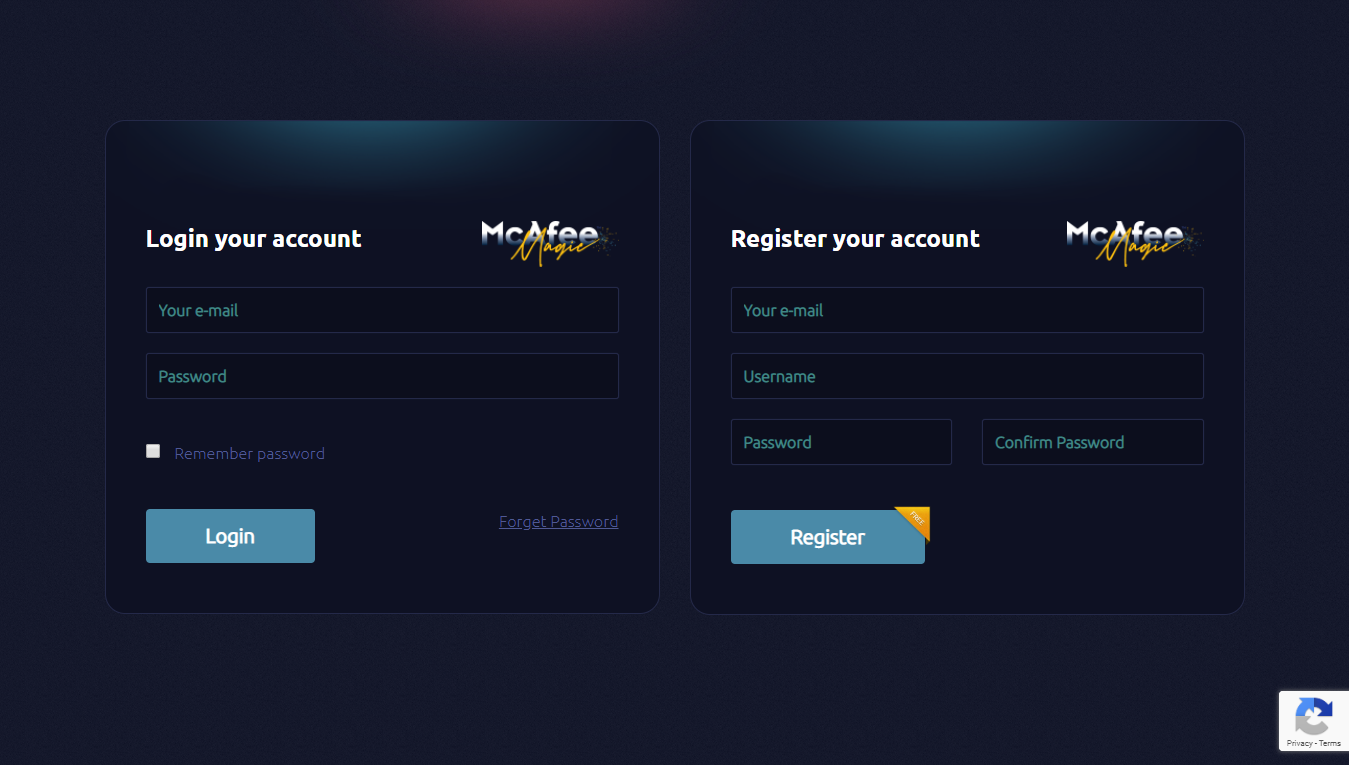 Login your account
McAfee
Magic
Your e-mail
Password
Remember password
Login
Forget Password
Register your account
McAfee
Magic
Your e-mail
Username
Password
Confirm Password
Register
FREE
Privacy - Terms